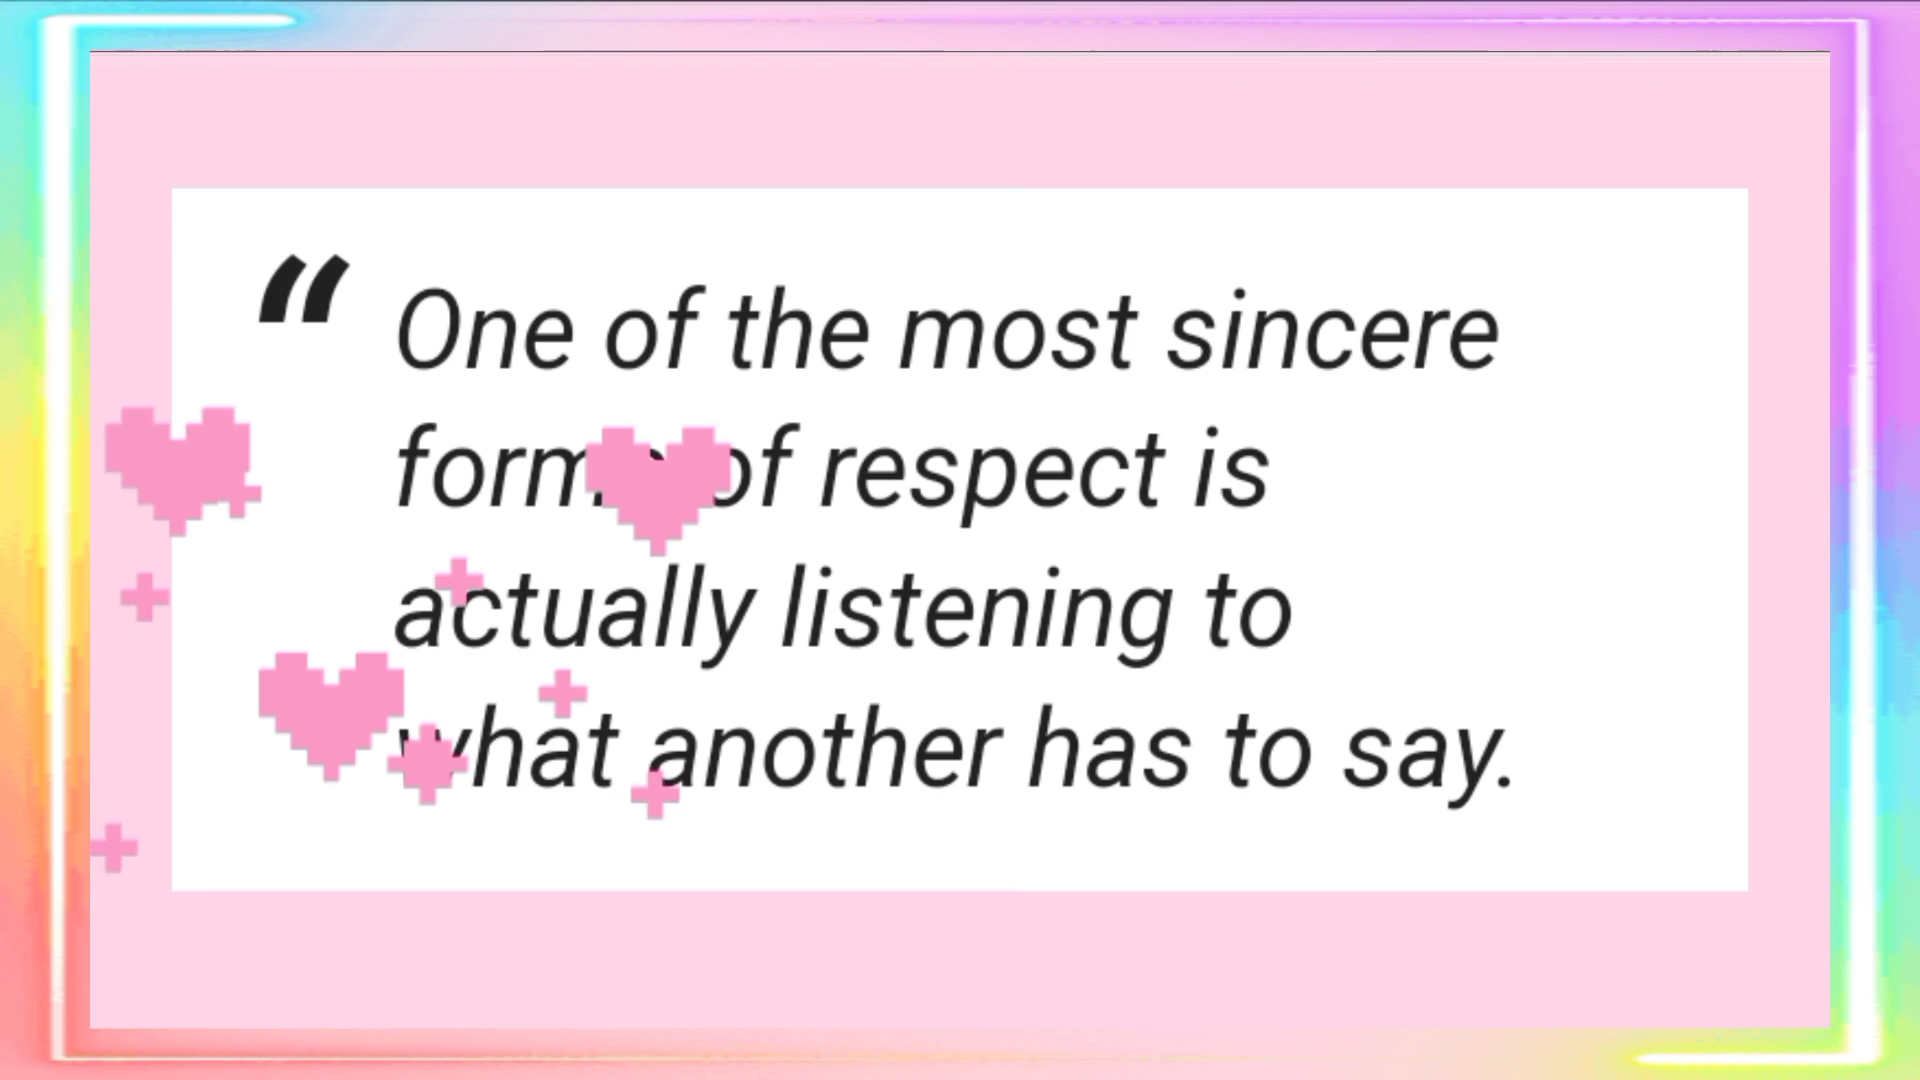 “ One of the most sincere
forms of respect is
actually listening to
what another has to say.